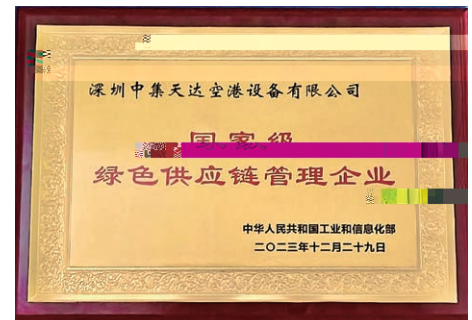 深圳中集天达空港设备有限公司
国家级
绿色供应链管理企业
中华人民共和国工业和信息化部
二〇二三年十二月二十九日